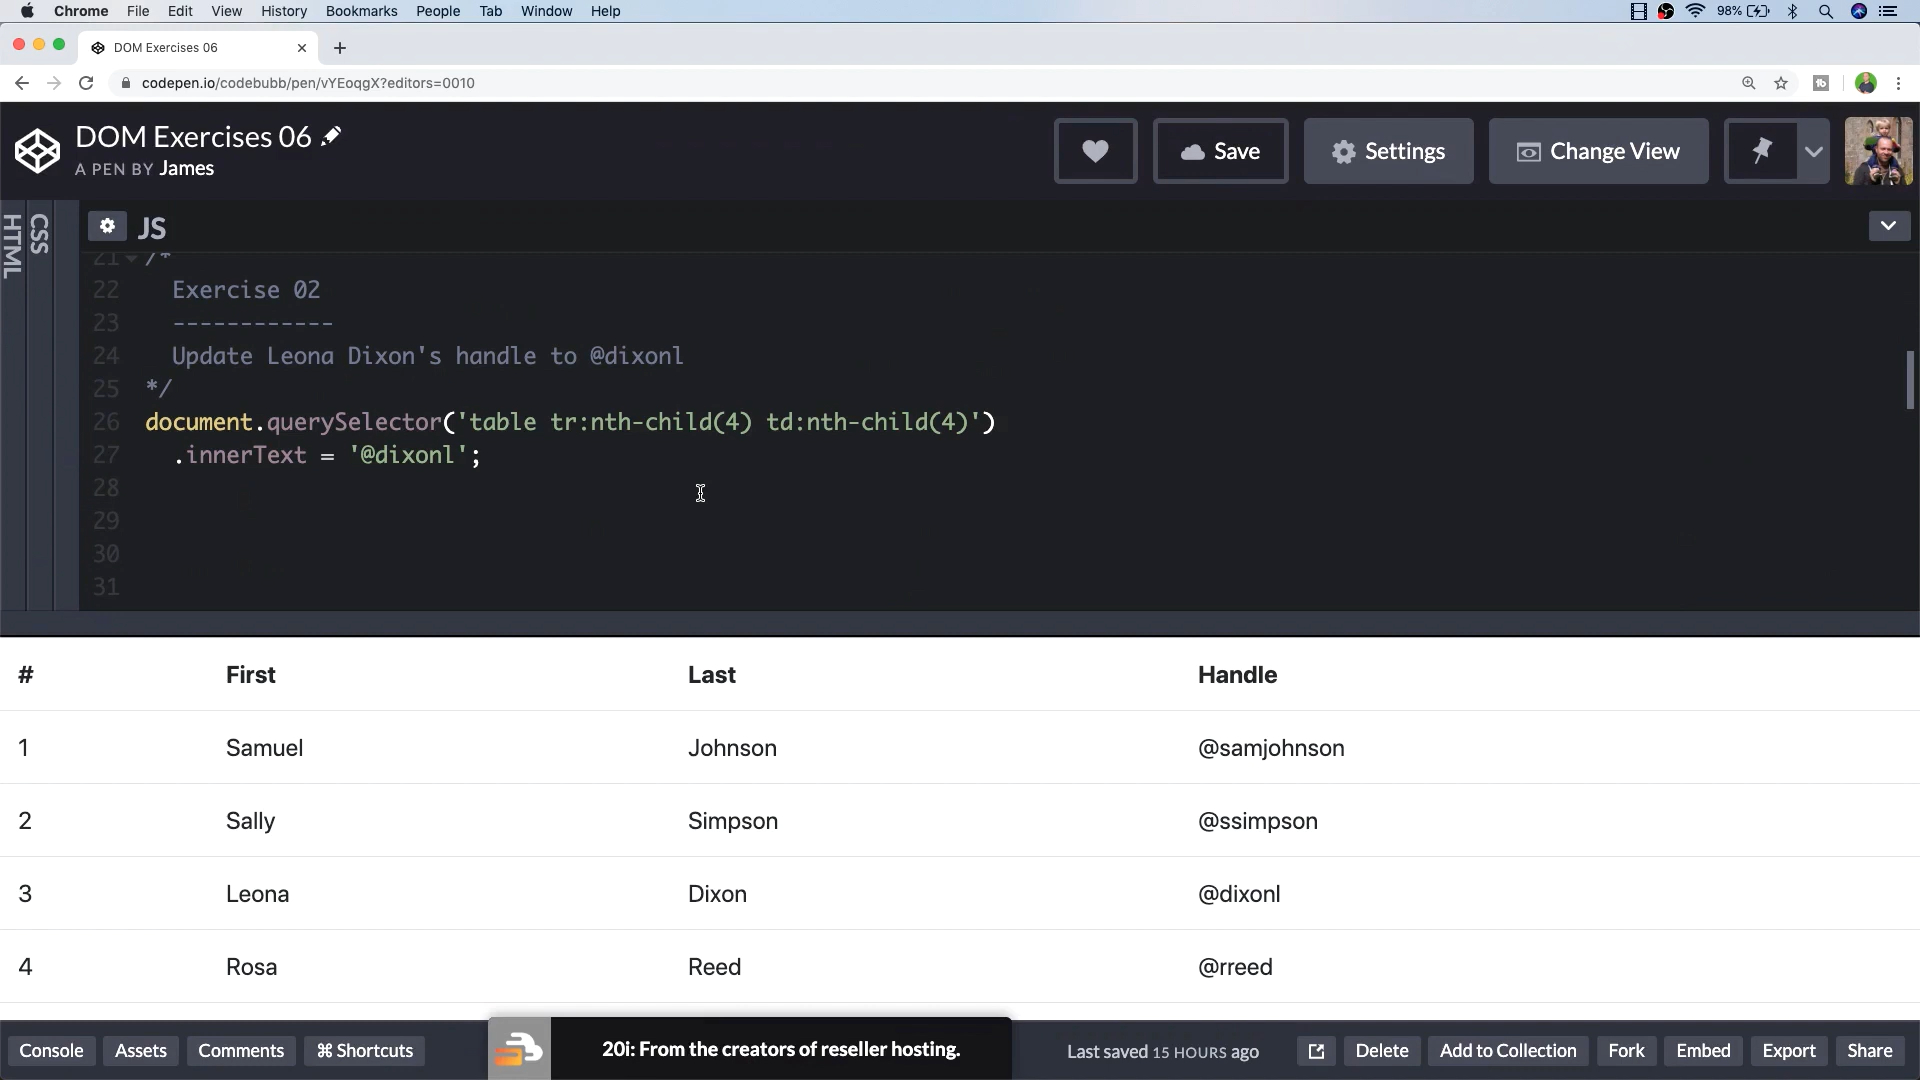 Chrome File Edit View History Bookmarks People Tab Window Help 98%
DOM Exercises 06
codepen.io/codebubb/pen/vYEoqgX?editors=0010
DOM Exercises 06
A PEN BY James
Save Settings Change View
HTML
CSS
JS
21 /*
22 Exercise 02
23 ------------
24 Update Leona Dixon's handle to @dixonl
25 */
26 document.querySelector('table tr:nth-child(4) td:nth-child(4)')
27 .innerText = '@dixonl';
28
29
30
31
# First Last Handle
1 Samuel Johnson @samjohnson
2 Sally Simpson @ssimpson
3 Leona Dixon @dixonl
4 Rosa Reed @rreed
Console Assets Comments ⌘ Shortcuts 20i: From the creators of reseller hosting. Last saved 15 HOURS ago Delete Add to Collection Fork Embed Export Share